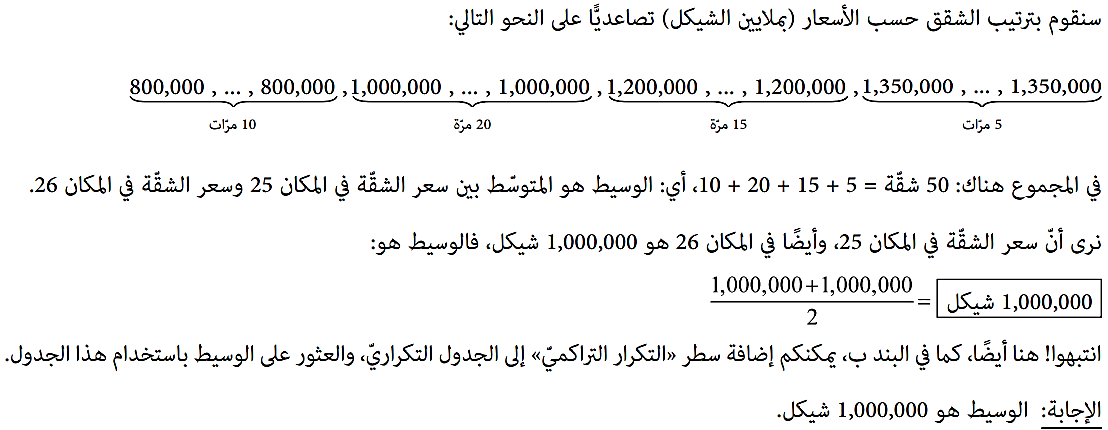 سنقوم بترتيب الشقق حسب الأسعار (بملايين الشيكل) تصاعديًّا على النحو التالي:
800,000 , ... , 800,000 , 1,000,000 , ... , 1,000,000 , 1,200,000 , ... , 1,200,000 , 1,350,000 , ... , 1,350,000
10 مرّات 20 مرّة 15 مرّة 5 مرّات
في المجموع هناك: 50 شقّة = 5 + 15 + 20 + 10، أي: الوسيط هو المتوسّط بين سعر الشقّة في المكان 25 وسعر الشقّة في المكان 26.
نرى أنّ سعر الشقّة في المكان 25، وأيضًا في المكان 26 هو 1,000,000 شيكل، فالوسيط هو:
1,000,000+1,000,000
2
= 1,000,000 شيكل
انتبهوا! هنا أيضًا، كما في البند ب، يمكنكم إضافة سطر «التكرار التراكميّ» إلى الجدول التكراريّ، والعثور على الوسيط باستخدام هذا الجدول.
الإجابة: الوسيط هو 1,000,000 شيكل.